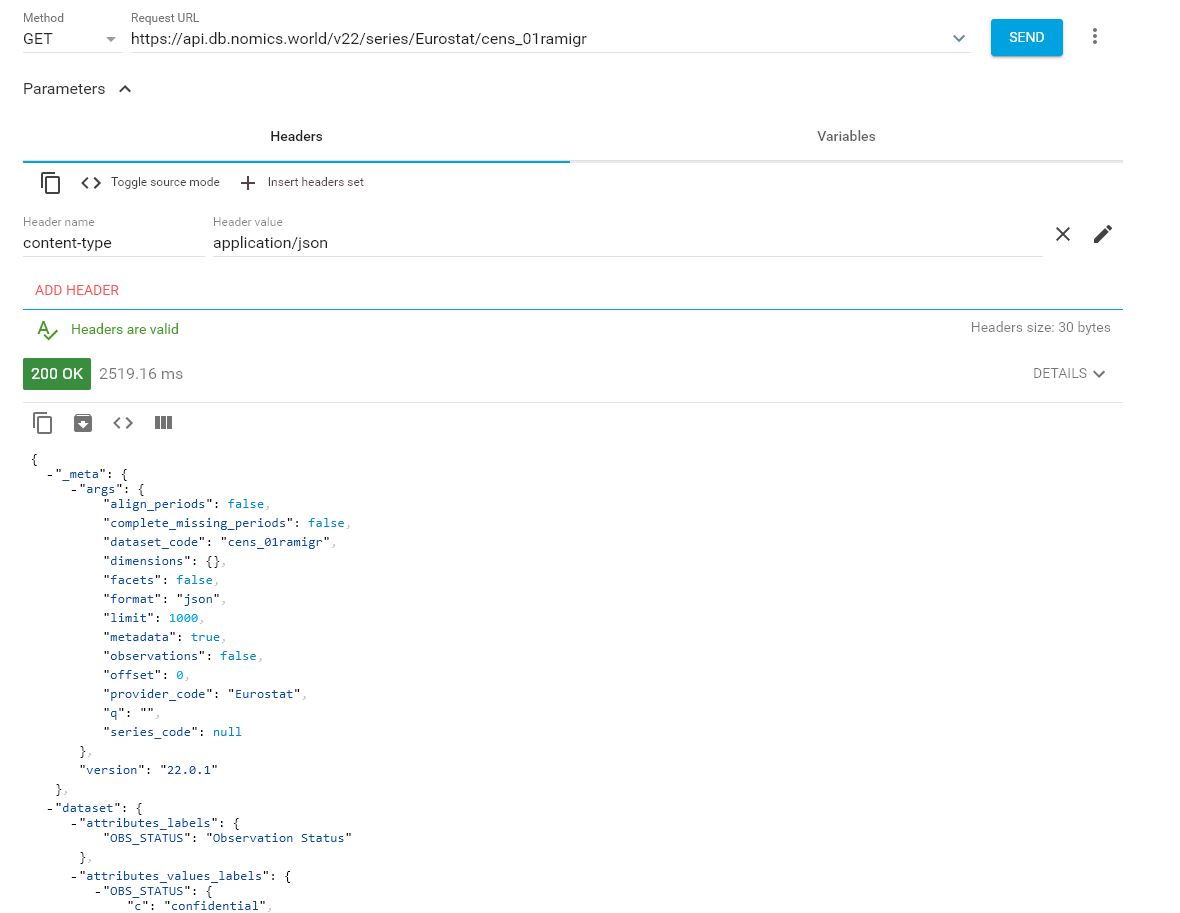 Method
Request URL
GET
https://api.db.nomics.world/v22/series/Eurostat/cens_01ramigr
SEND
Parameters
Headers
Variables
Toggle source mode
Insert headers set
Header name
Header value
content-type
application/json
ADD HEADER
Headers are valid
Headers size: 30 bytes
200 OK
2519.16 ms
DETAILS
{
-"_meta": {
-"args": {
"align_periods": false,
"complete_missing_periods": false,
"dataset_code": "cens_01ramigr",
"dimensions": {},
"facets": false,
"format": "json",
"limit": 1000,
"metadata": true,
"observations": false,
"offset": 0,
"provider_code": "Eurostat",
"q": "",
"series_code": null
},
"version": "22.0.1"
},
-"dataset": {
-"attributes_labels": {
"OBS_STATUS": "Observation Status"
},
-"attributes_values_labels": {
-"OBS_STATUS": {
"c": "confidential",